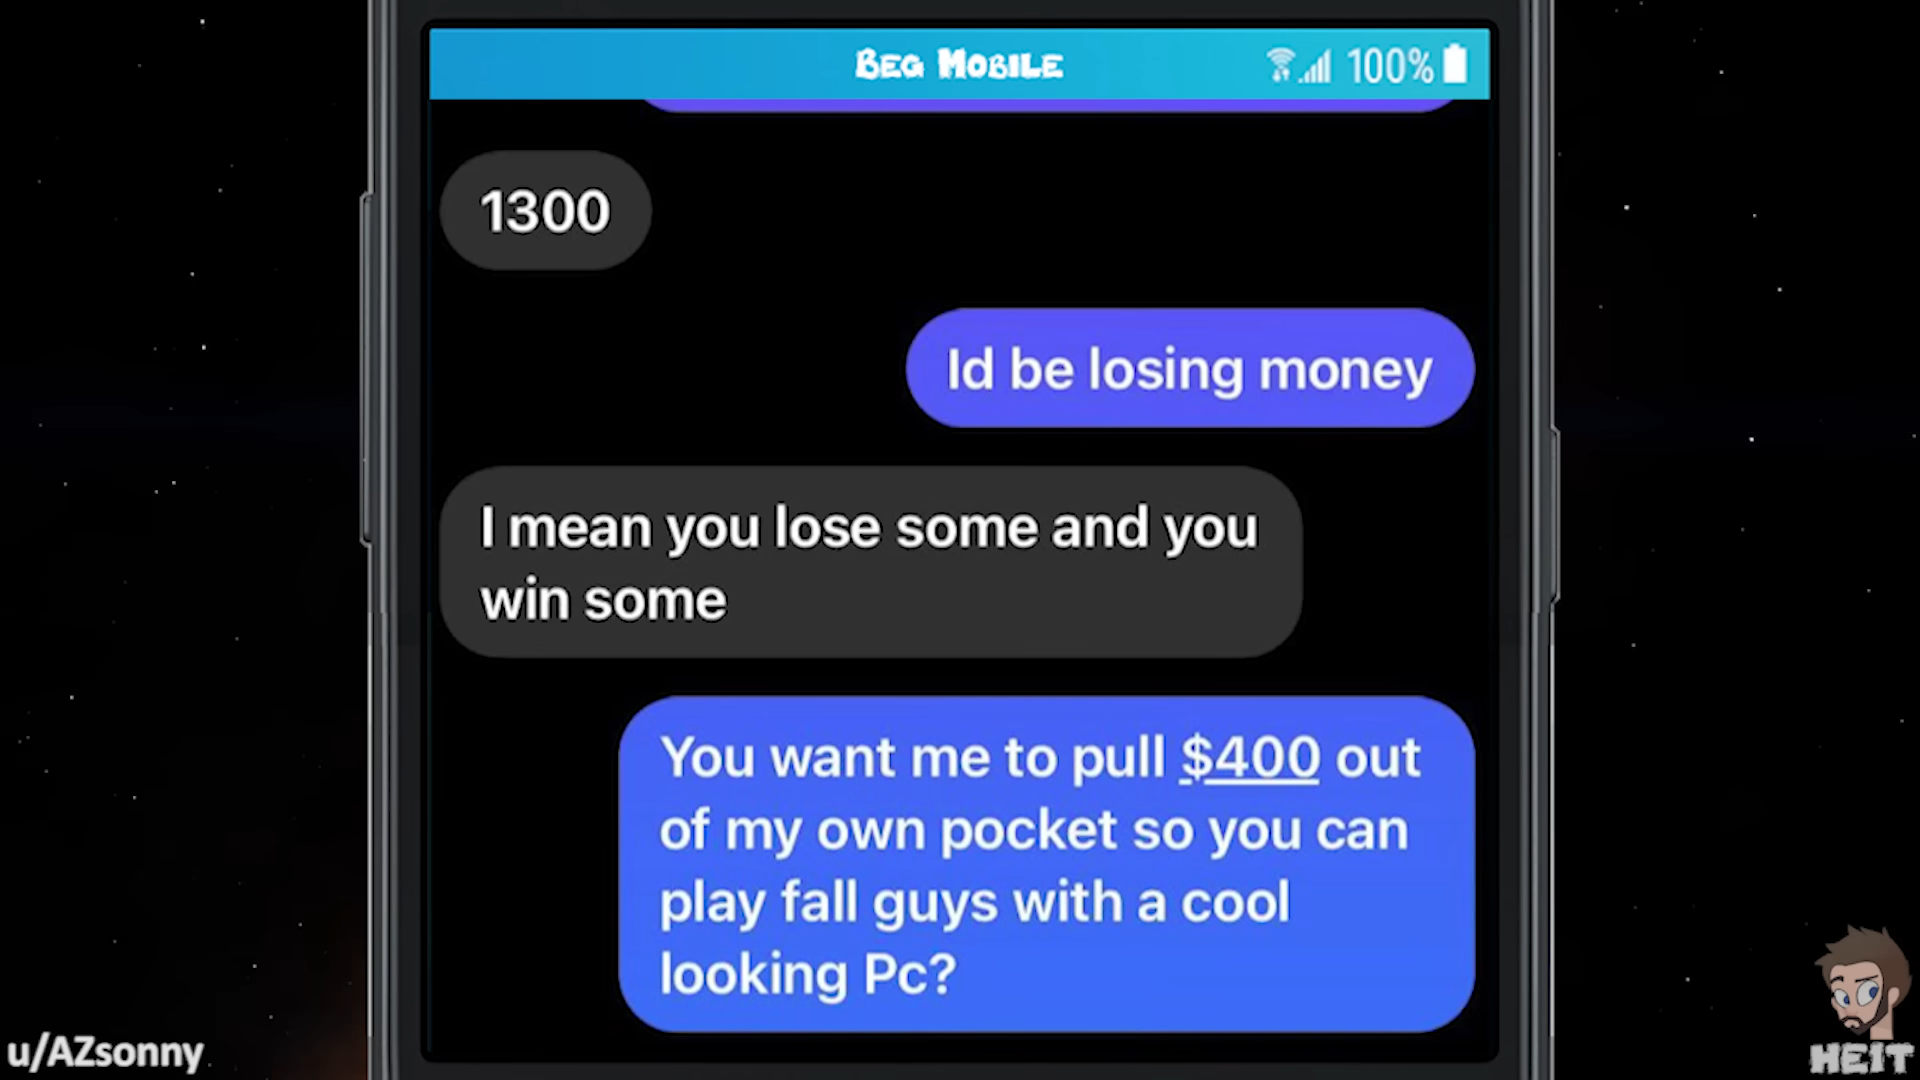 BEG MOBILE
100%
1300
Id be losing money
I mean you lose some and you
win some
You want me to pull $400 out
of my own pocket so you can
play fall guys with a cool
looking Pc?
u/AZsonny
HEIT